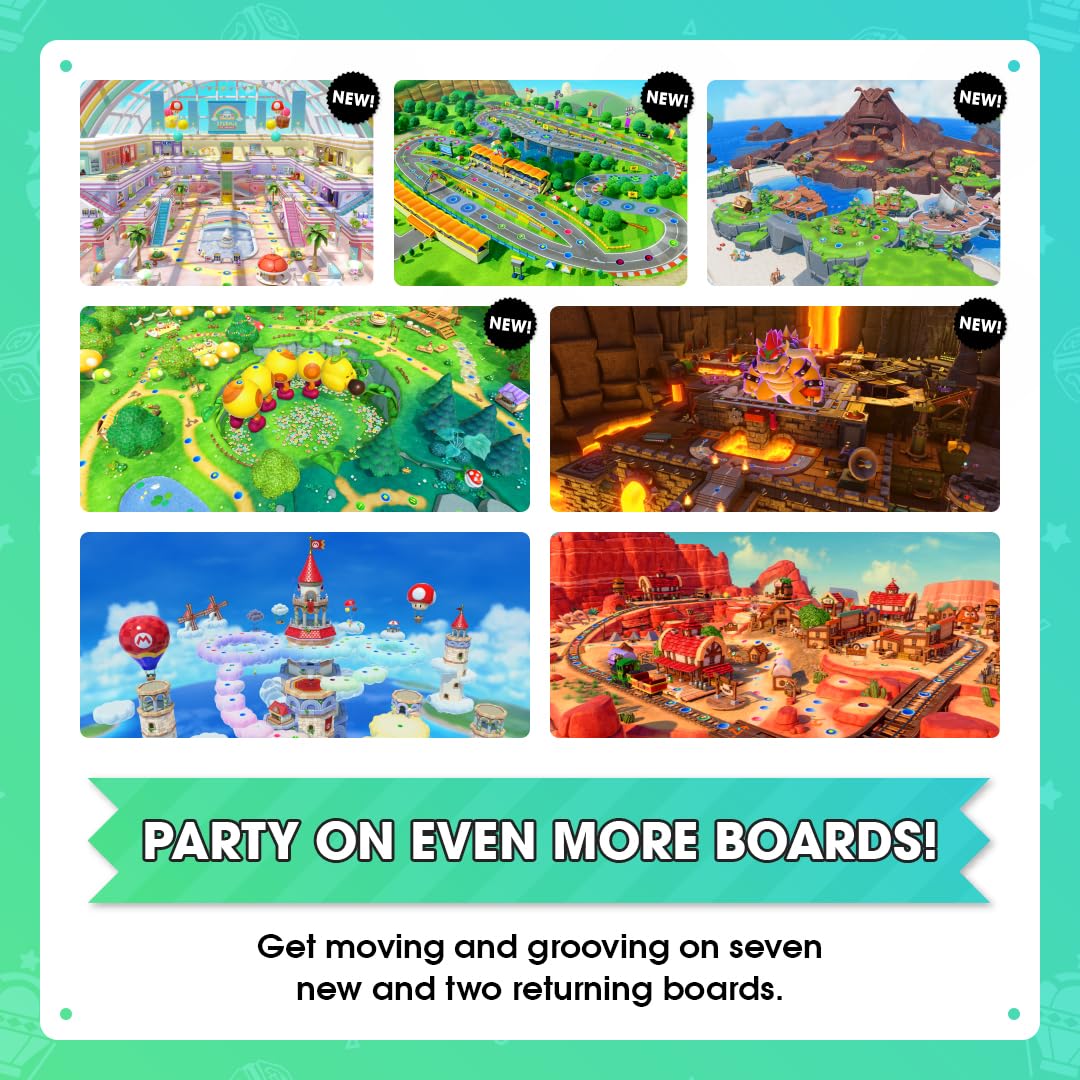 NEW!
NEW!
NEW!
NEW!
NEW!
M
PARTY ON EVEN MORE BOARDS!
Get moving and grooving on seven
new and two returning boards.